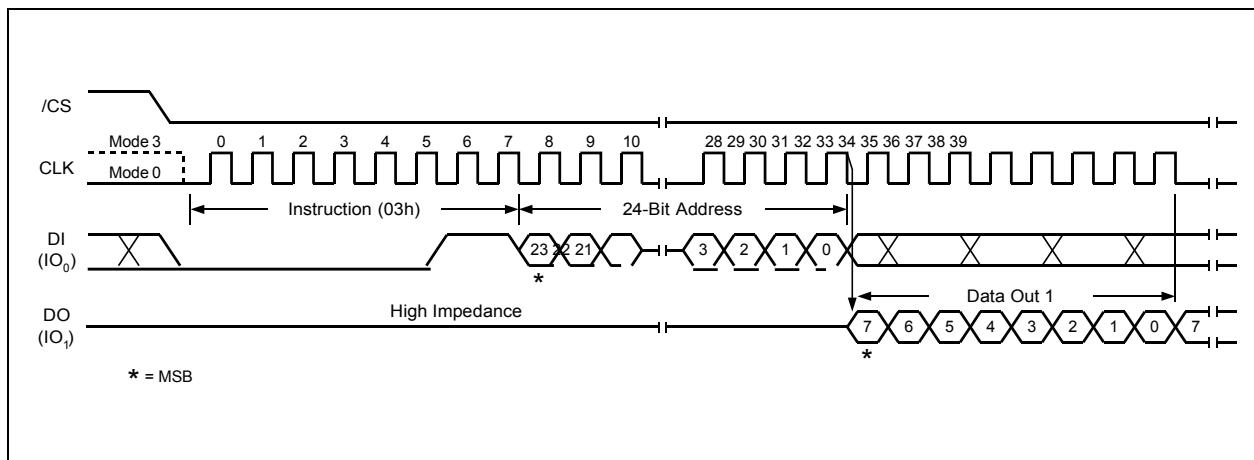 /CS
Mode 3
0 1 2 3 4 5 6 7 8 9 10 28 29 30 31 32 33 34 35 36 37 38 39
CLK
Mode 0
Instruction (03h)
24-Bit Address
DI
(IO0)
23 22 21 3 2 1 0
*
Data Out 1
High Impedance
DO
(IO1)
7 6 5 4 3 2 1 0 7
*
* = MSB